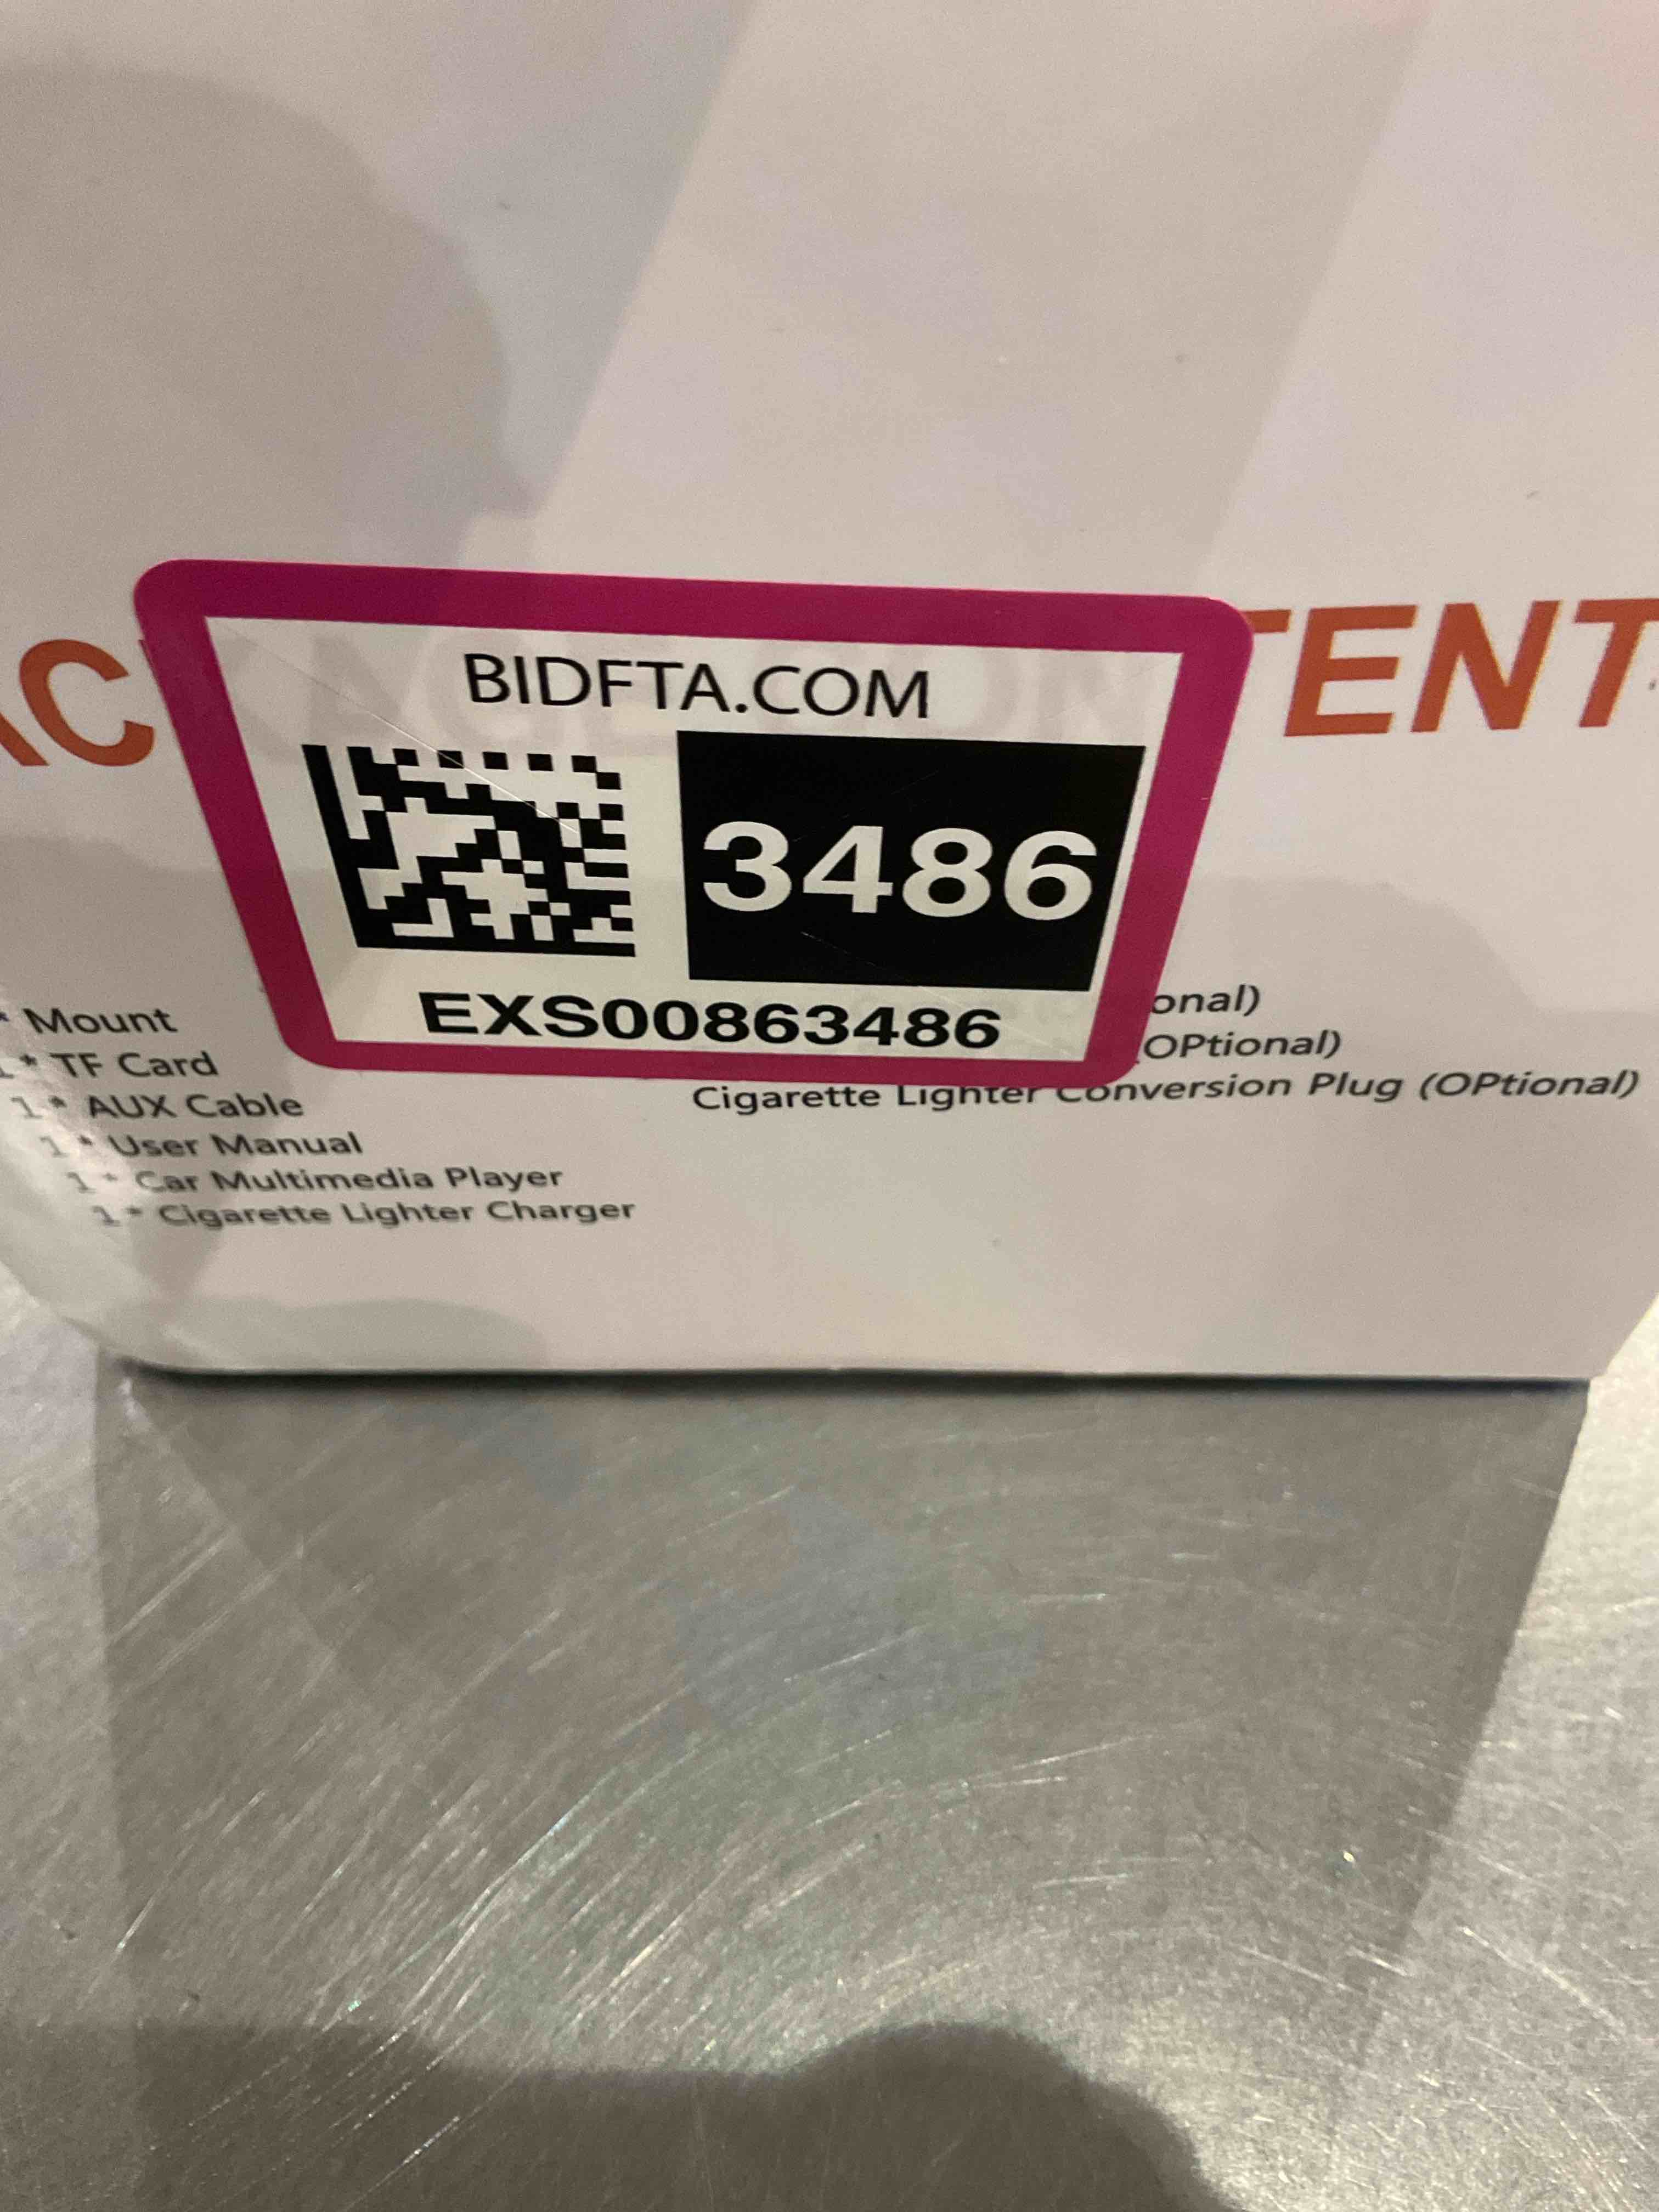 BIDFTA.COM
3486
EXS00863486
TENT
* Mount
1 * TF Card
1 * AUX Cable
1 * User Manual
1 * Car Multimedia Player
1 * Cigarette Lighter Charger
onal)
(OPtional)
Cigarette Lighter Conversion Plug (OPtional)